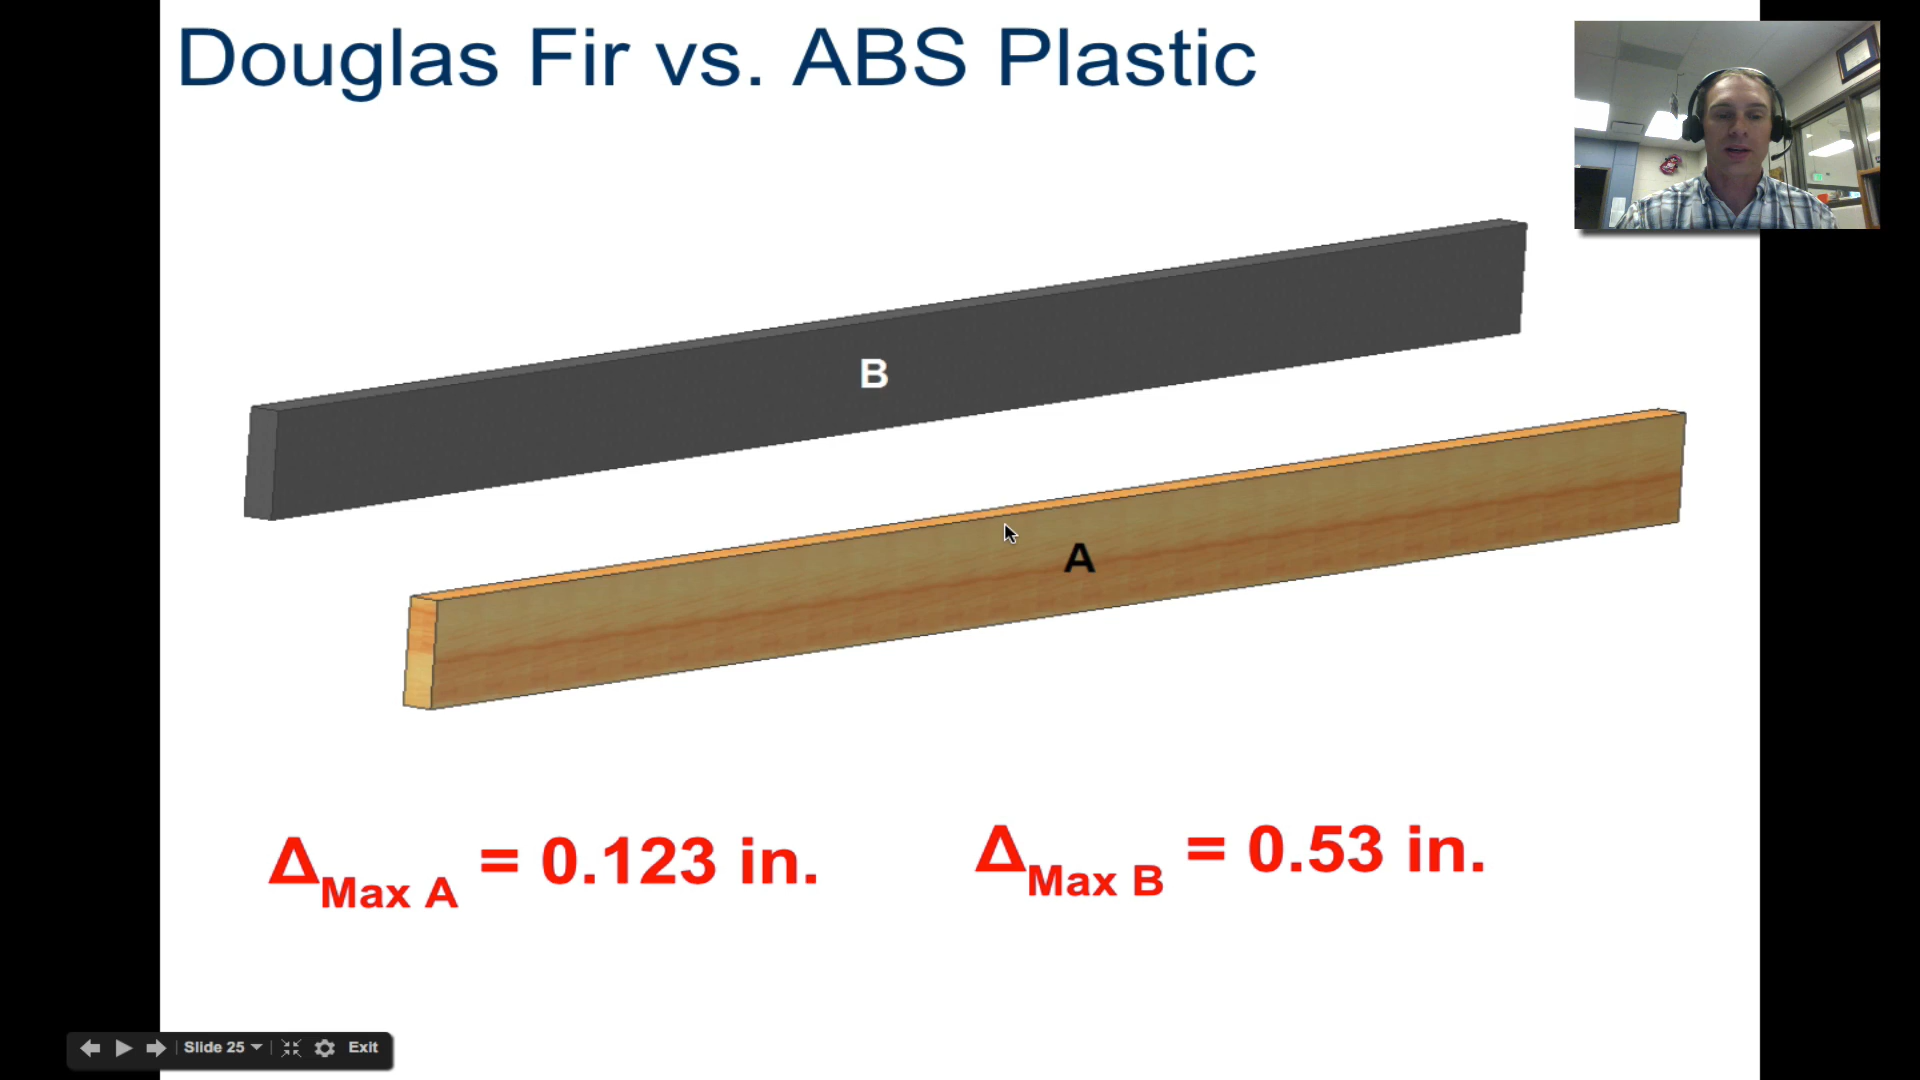 Douglas Fir vs. ABS Plastic
B
A
ΔMax A = 0.123 in.
ΔMax B = 0.53 in.
Slide 25
Exit